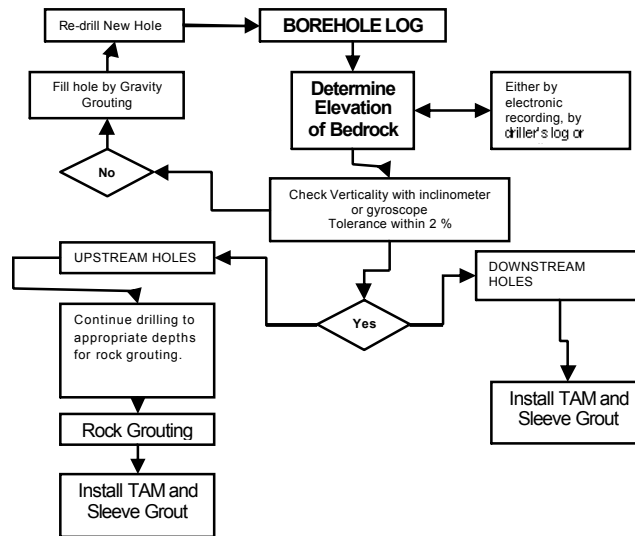 Re-drill New Hole
BOREHOLE LOG
Fill hole by Gravity
Grouting
Determine
Elevation
of Bedrock
Either by
electronic
recording, by
driller's log or
No
Check Verticality with inclinometer
or gyroscope
Tolerance within 2 %
UPSTREAM HOLES
DOWNSTREAM
HOLES
Yes
Continue drilling to
appropriate depths
for rock grouting.
Install TAM and
Sleeve Grout
Rock Grouting
Install TAM and
Sleeve Grout